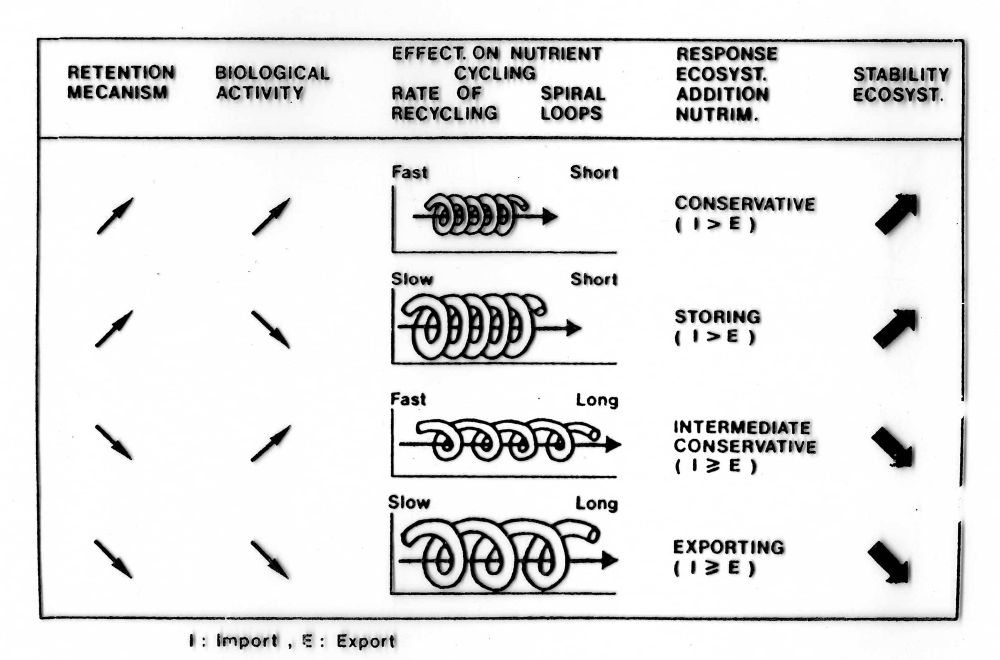 RETENTION
MECANISM
BIOLOGICAL
ACTIVITY
EFFECT. ON NUTRIENT
CYCLING
RATE OF
RECYCLING
SPIRAL
LOOPS
RESPONSE
ECOSYST.
ADDITION
NUTRIM.
STABILITY
ECOSYST.
Fast Short
CONSERVATIVE
( I > E )
Slow Short
STORING
( I > E )
Fast Long
INTERMEDIATE
CONSERVATIVE
( I ⩾ E )
Slow Long
EXPORTING
( I ⩾ E )
I : Import , E : Export